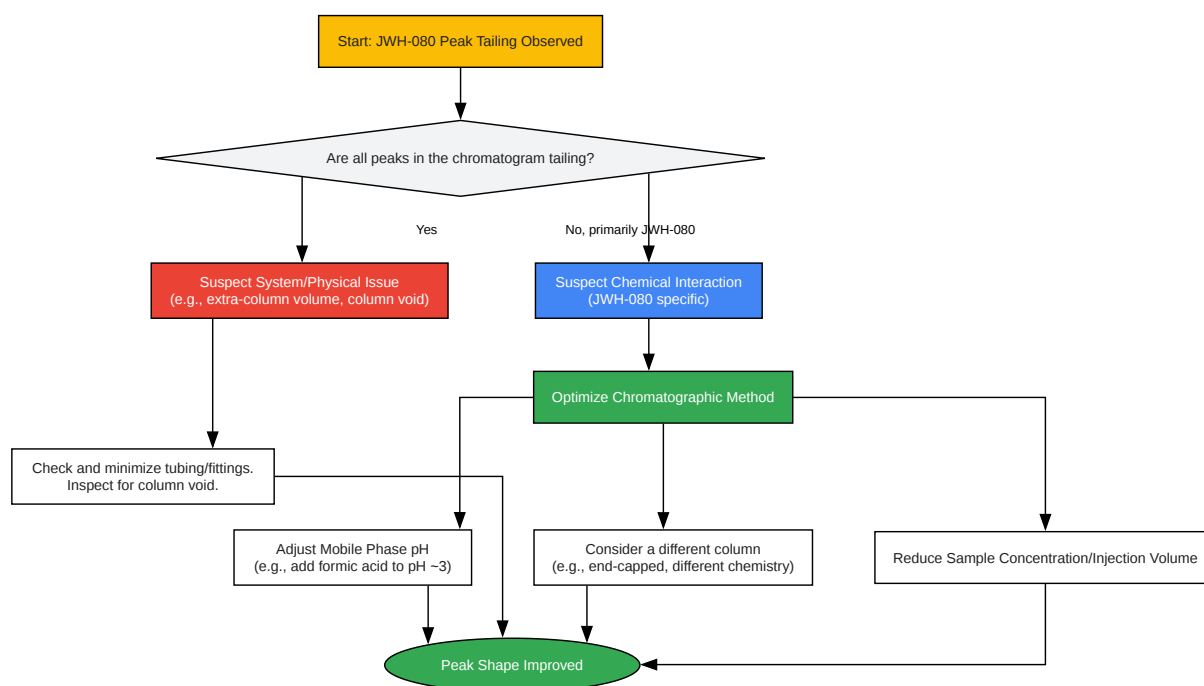 Start: JWH-080 Peak Tailing Observed
Are all peaks in the chromatogram tailing?
Yes
No, primarily JWH-080
Suspect System/Physical Issue
(e.g., extra-column volume, column void)
Suspect Chemical Interaction
(JWH-080 specific)
Optimize Chromatographic Method
Check and minimize tubing/fittings.
Inspect for column void.
Adjust Mobile Phase pH
(e.g., add formic acid to pH ~3)
Consider a different column
(e.g., end-capped, different chemistry)
Reduce Sample Concentration/Injection Volume
Peak Shape Improved